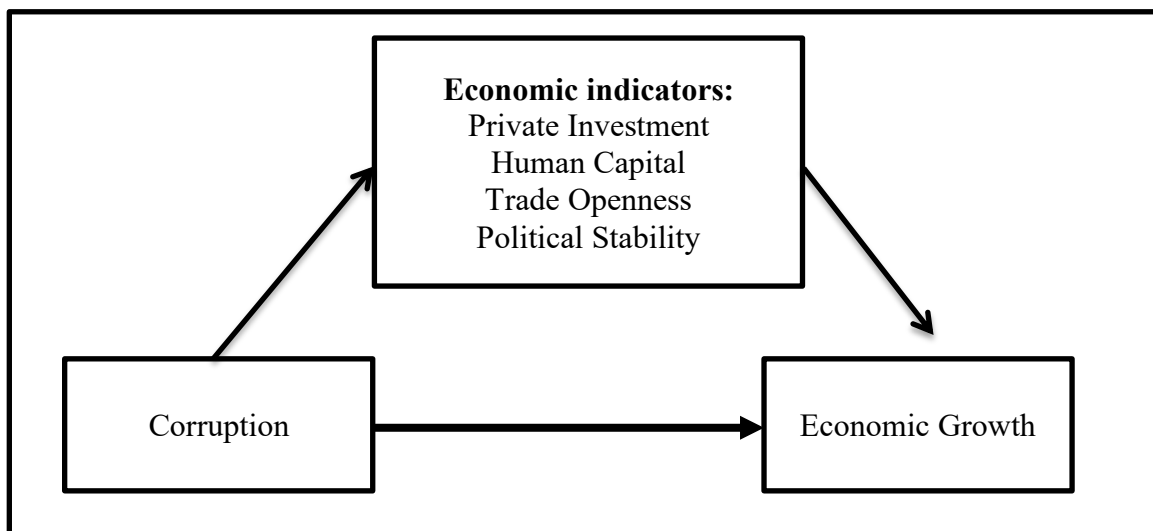 Economic indicators:
Private Investment
Human Capital
Trade Openness
Political Stability
Corruption
Economic Growth